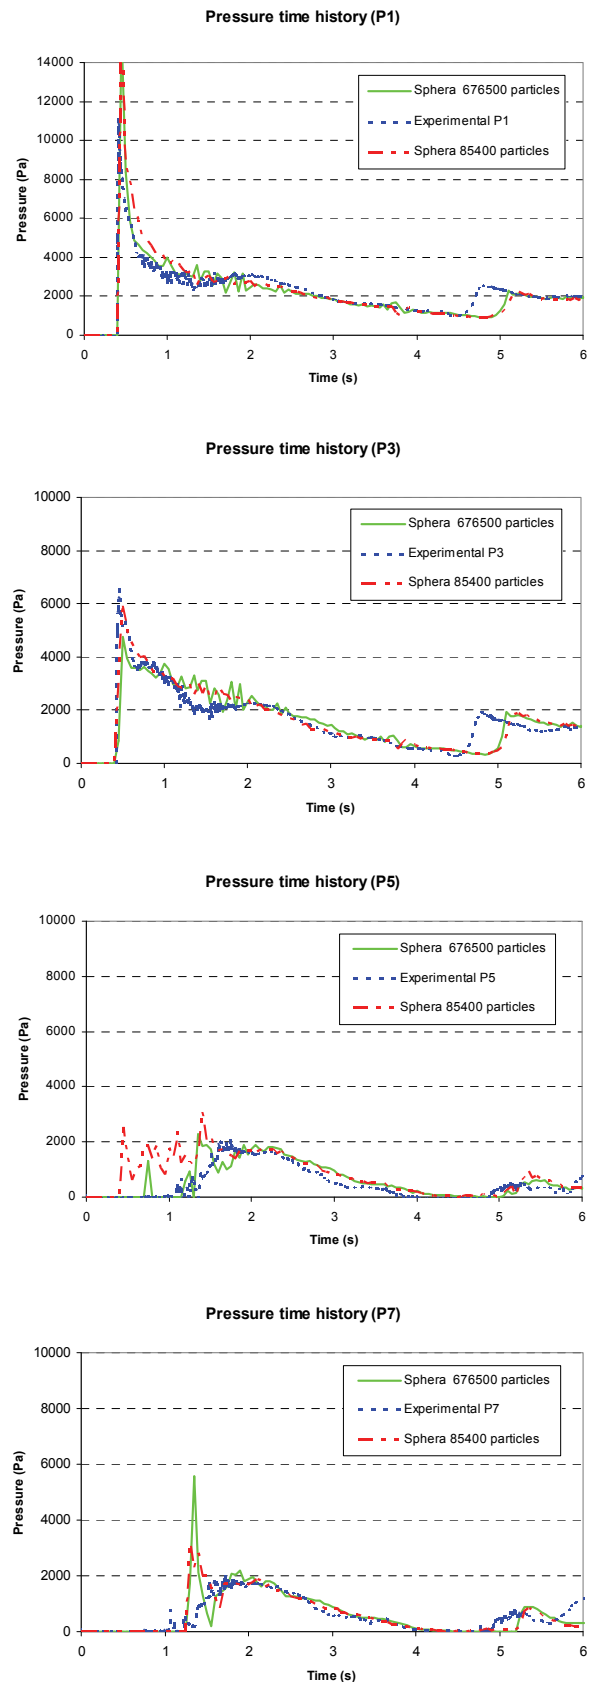 Pressure time history (P1)
14000
12000
10000
8000
6000
4000
2000
0
Pressure (Pa)
Sphera 676500 particles
Experimental P1
Sphera 85400 particles
0 1 2 3 4 5 6
Time (s)
Pressure time history (P3)
10000
8000
6000
4000
2000
0
Pressure (Pa)
Sphera 676500 particles
Experimental P3
Sphera 85400 particles
0 1 2 3 4 5 6
Time (s)
Pressure time history (P5)
10000
8000
6000
4000
2000
0
Pressure (Pa)
Sphera 676500 particles
Experimental P5
Sphera 85400 particles
0 1 2 3 4 5 6
Time (s)
Pressure time history (P7)
10000
8000
6000
4000
2000
0
Pressure (Pa)
Sphera 676500 particles
Experimental P7
Sphera 85400 particles
0 1 2 3 4 5 6
Time (s)